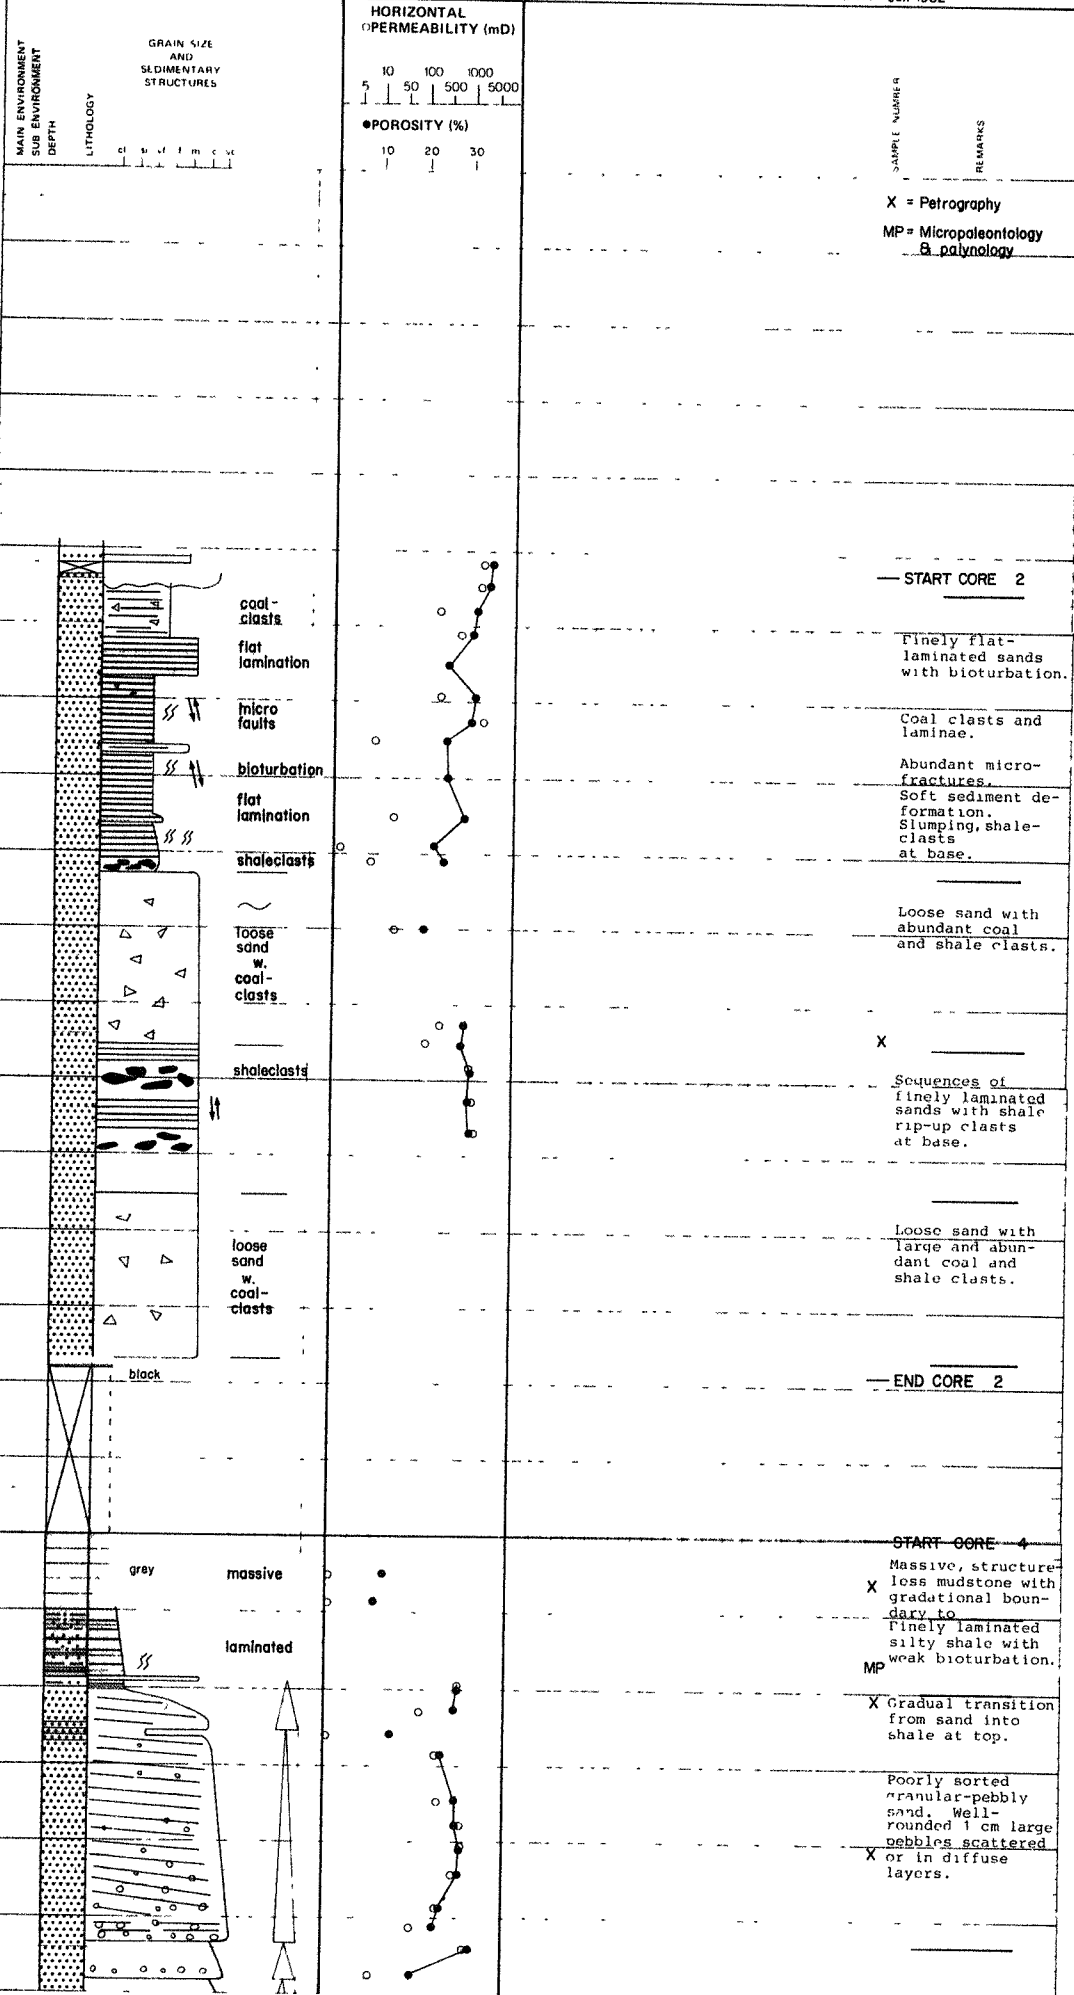 MAIN ENVIRONMENT
SUB ENVIRONMENT
DEPTH
LITHOLOGY
GRAIN SIZE
AND
SEDIMENTARY
STRUCTURES
cl si vf f m c vc
HORIZONTAL
○PERMEABILITY (mD)
10 100 1000
5 50 500 5000
●POROSITY (%)
10 20 30
SAMPLE NUMBER
REMARKS
X = Petrography
MP = Micropaleontology
& palynology
START CORE 2
coal-
clasts
flat
lamination
Finely flat-
laminated sands
with bioturbation.
micro
faults
Coal clasts and
laminae.
bioturbation
Abundant micro-
fractures.
flat
lamination
Soft sediment de-
formation.
Slumping, shale-
clasts
at base.
shaleclasts
loose
sand
w.
coal-
clasts
Loose sand with
abundant coal
and shale clasts.
X
shaleclasts
Sequences of
finely laminated
sands with shale
rip-up clasts
at base.
loose
sand
w.
coal-
clasts
Loose sand with
large and abun-
dant coal and
shale clasts.
black
END CORE 2
START CORE 4
grey
massive
X
Massive, structure-
less mudstone with
gradational boun-
dary to
laminated
Finely laminated
silty shale with
weak bioturbation.
MP
X Gradual transition
from sand into
shale at top.
Poorly sorted
granular-pebbly
sand. Well-
rounded 1 cm large
pebbles scattered
X or in diffuse
layers.